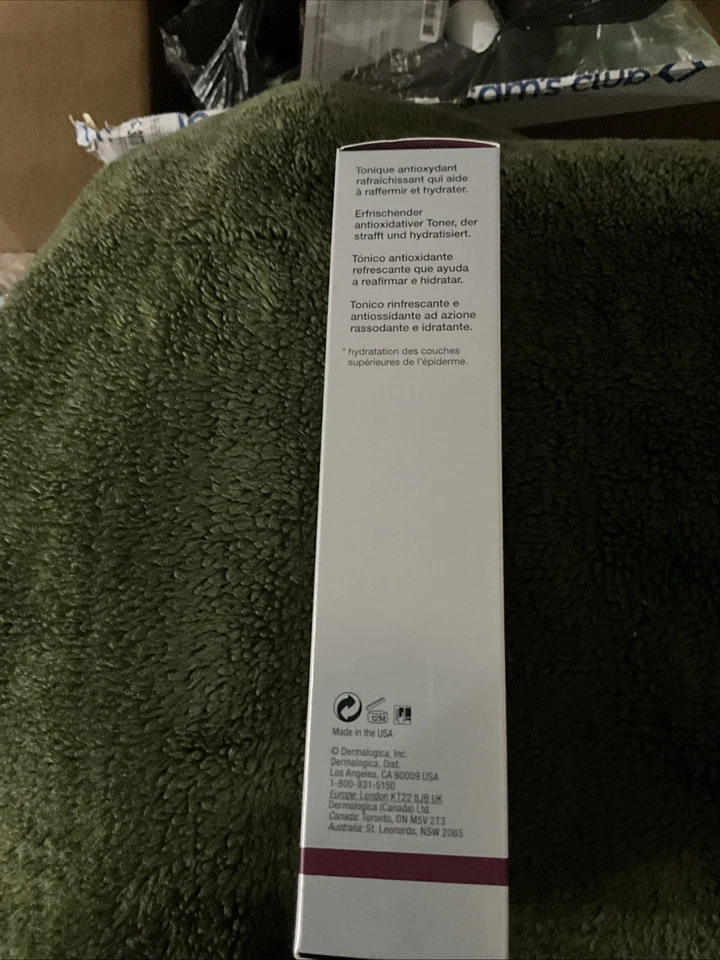 sam's club
Tonique antioxydant
rafraîchissant qui aide
à raffermir et hydrater.
Erfrischender
antioxidativer Toner, der
strafft und hydratisiert.
Tónico antioxidante
refrescante que ayuda
a reafirmar e hidratar.
Tonico rinfrescante e
antiossidante ad azione
rassodante e idratante.
* hydratation des couches
supérieures de l'épiderme.
12M
Made in the USA
© Dermalogica, Inc.
Dermalogica, Dist.
Los Angeles, CA 90009 USA
1-800-831-5150
Europe: London KT22 8JB UK
Dermalogica (Canada) Ltd.
Canada: Toronto, ON M5V 2T3
Australia: St. Leonards, NSW 2065